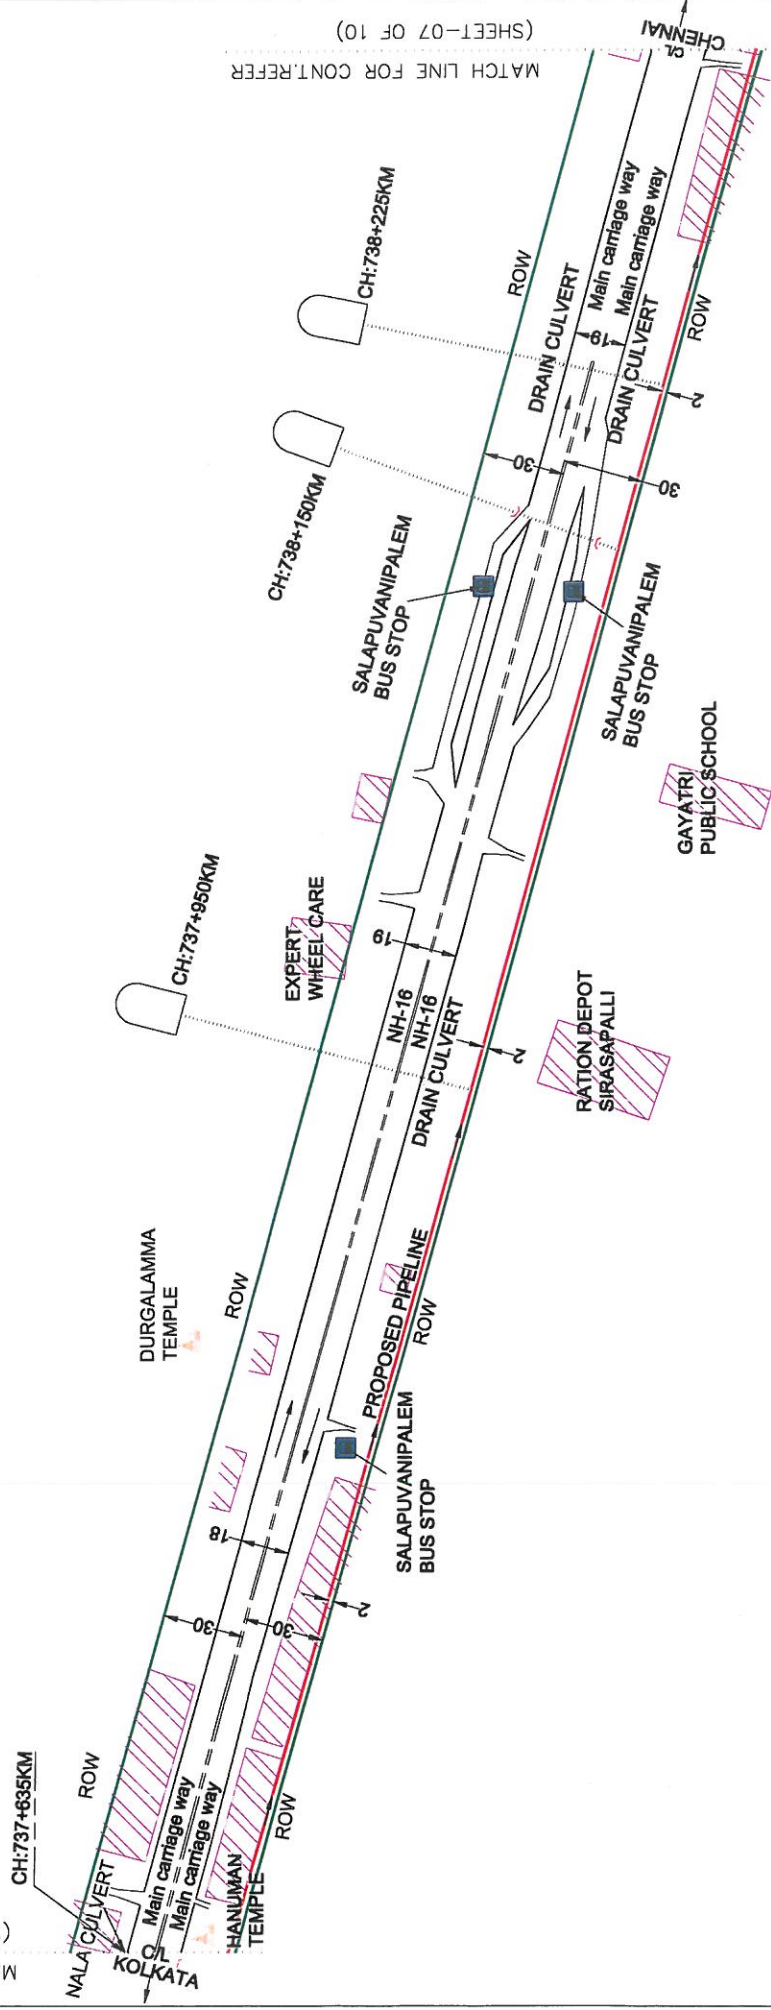 (SHEET-07 OF 10)
MATCH LINE FOR CONT.REFER
CHENNAI
C/L
CH:738+225KM
CH:738+150KM
ROW
DRAIN CULVERT
Main carriage way
Main carriage way
19
DRAIN CULVERT
ROW
2
30
30
SALAPUVANIPALEM
BUS STOP
SALAPUVANIPALEM
BUS STOP
GAYATRI
PUBLIC SCHOOL
CH:737+950KM
EXPERT
WHEEL CARE
19
NH-16
NH-16
DRAIN CULVERT
2
RATION DEPOT
SIRASAPALLI
DURGALAMMA
TEMPLE
ROW
PROPOSED PIPELINE
ROW
SALAPUVANIPALEM
BUS STOP
18
30
30
2
CH:737+635KM
ROW
NALA CULVERT
Main carriage way
Main carriage way
ROW
HANUMAN
TEMPLE
C/L
KOLKATA
M
(